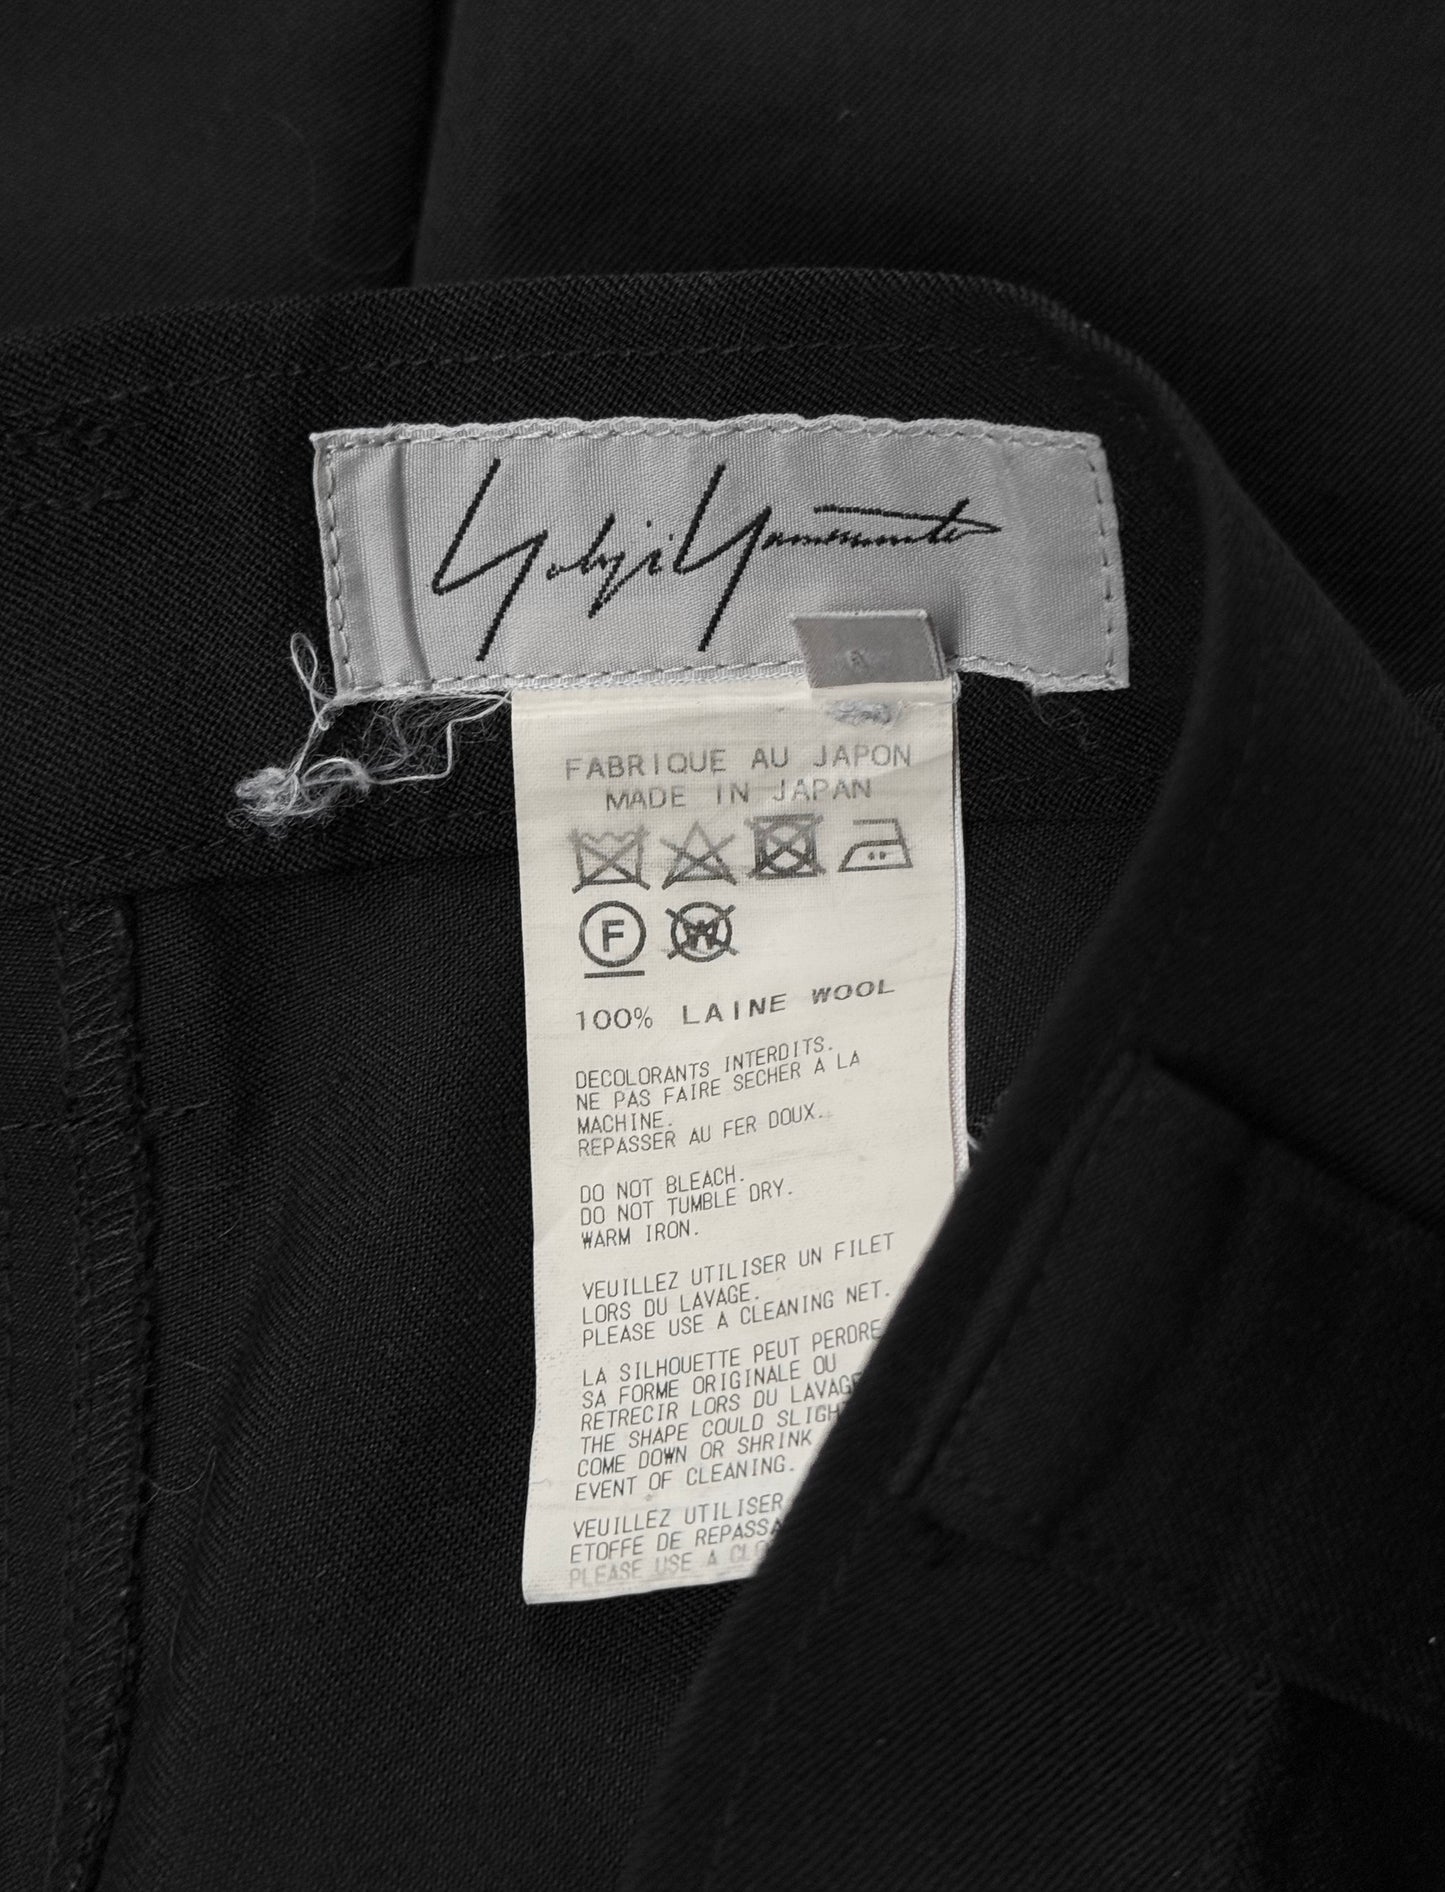 Yohji Yamamoto
FABRIQUE AU JAPON
MADE IN JAPAN
F
W
100% LAINE WOOL
DECOLORANTS INTERDITS.
NE PAS FAIRE SECHER A LA
MACHINE.
REPASSER AU FER DOUX.
DO NOT BLEACH.
DO NOT TUMBLE DRY.
WARM IRON.
VEUILLEZ UTILISER UN FILET
LORS DU LAVAGE.
PLEASE USE A CLEANING NET.
LA SILHOUETTE PEUT PERDRE
SA FORME ORIGINALE OU
RETRECIR LORS DU LAVAGE
THE SHAPE COULD
COME DOWN OR SHRINK
EVENT OF CLEANING.
VEUILLEZ UTILISER
ETOFFE DE
PLEASE USE A